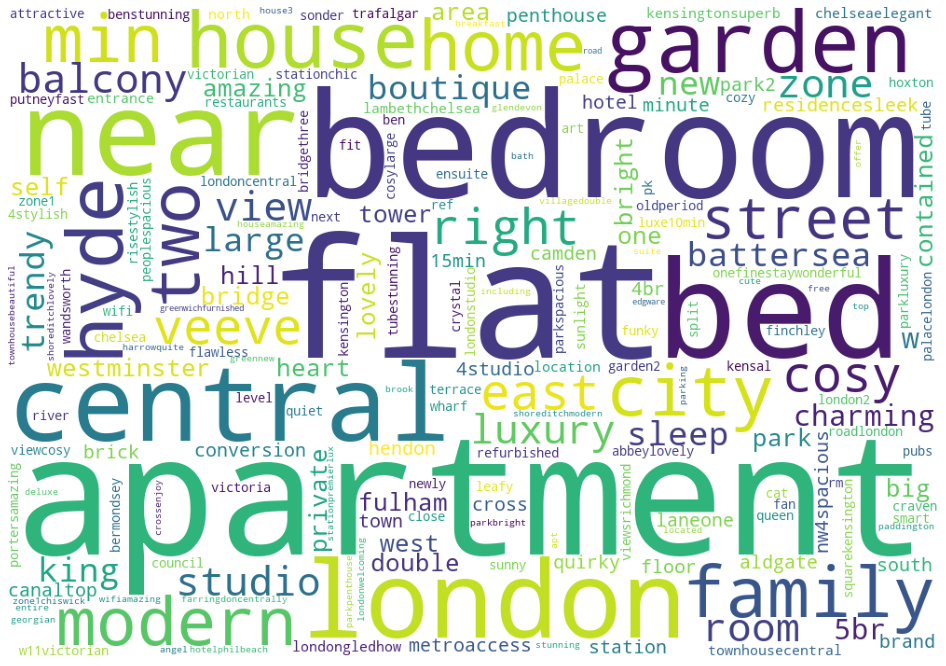 attractive
benstunning
north
house3
sonder
trafalgar
area
breakfast
penthouse
kensingtonsuperb
chelseaelegant
min
house
home
garden
road
balcony
victorian
stationchic
boutique
palace
hoxton
putneyfast
entrance
amazing
restaurants
lambethchelsea
glendevon
hotel
new
park2
zone
minute
cozy
residencesleek
tube
near
bedroom
bridgethree
fit
ben
cosylarge
bath
art
offer
self
zone1
4stylish
hyde
risestylish
peoplespacious
two
londoncentral
houseamazing
view
next
pk
ensuite
villagedouble
bright
oldperiod
luxe10min
street
contained
tower
ref
right
one
large
15min
camden
suite
battersea
trendy
townhousebeautiful
shoreditchlovely
wandsworth
wifi
hill
flat
bed
onefinestaywonderful
cute
free
parkluxury
palacelondon
bridge
greenwichfurnished
kensington
lovely
tubestunning
crystal
londonstudio
including
parkspacious
sunlight
4br
edgware
split
top
chelsea
harrowquite
veeve
flawless
funky
finchley
w
westminster
greennew
heart
brook
4studio
location
garden2
kensal
cosy
central
level
quiet
terrace
wharf
east
city
parking
london2
river
shoreditchmodern
charming
roadlondon
viewcosy
brick
conversion
hendon
luxury
sleep
park
pubs
refurbished
abbeylovely
apartment
portersamazing
deluxe
bermondsey
crossenjoy
victoria
private
stationpremierlux
newly
leafy
cross
fulham
town
close
parkbright
viewsrichmond
laneone
cat
fan
queen
rm
nw4spacious
big
craven
smart
paddington
squarekensington
king
council
studio
west
double
sunny
apt
quirky
located
floor
aldgate
south
canaltop
zone1chiswick
wifiamazing
entire
georgian
farringdoncentrally
parkpenthouse
londonwelcoming
london
family
modern
room
5br
brand
w11victorian
angel
hotelphilbeach
londongledhow
metroaccess
stunning
station
townhousecentral